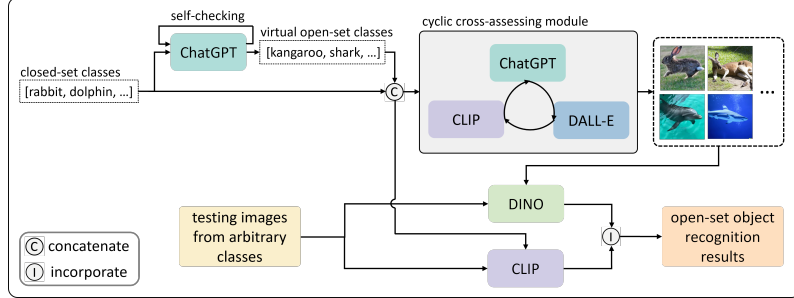 self-checking
ChatGPT
virtual open-set classes
[kangaroo, shark, ...]
closed-set classes
[rabbit, dolphin, ...]
C
cyclic cross-assessing module
ChatGPT
CLIP
DALL-E
...
testing images
from arbitrary
classes
DINO
CLIP
I
open-set object
recognition
results
C concatenate
I incorporate